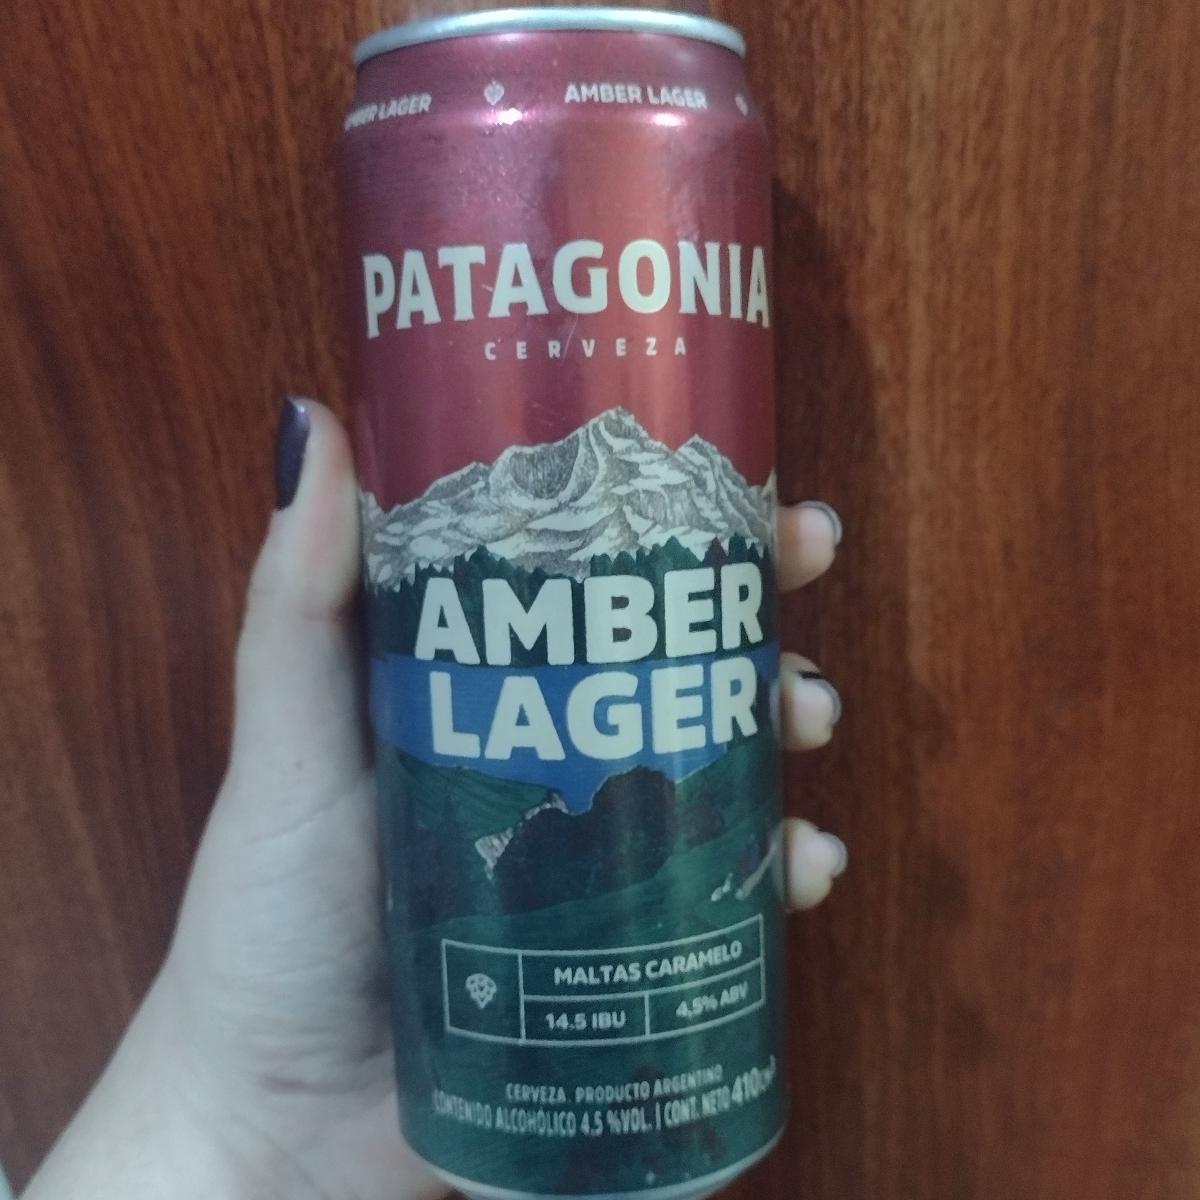 AMBER LAGER AMBER LAGER
PATAGONIA
CERVEZA
AMBER
LAGER
MALTAS CARAMELO
14.5 IBU 4,5% ABV
CERVEZA. PRODUCTO ARGENTINO
CONTENIDO ALCOHÓLICO 4.5 %VOL. | CONT. NETO 410cm³